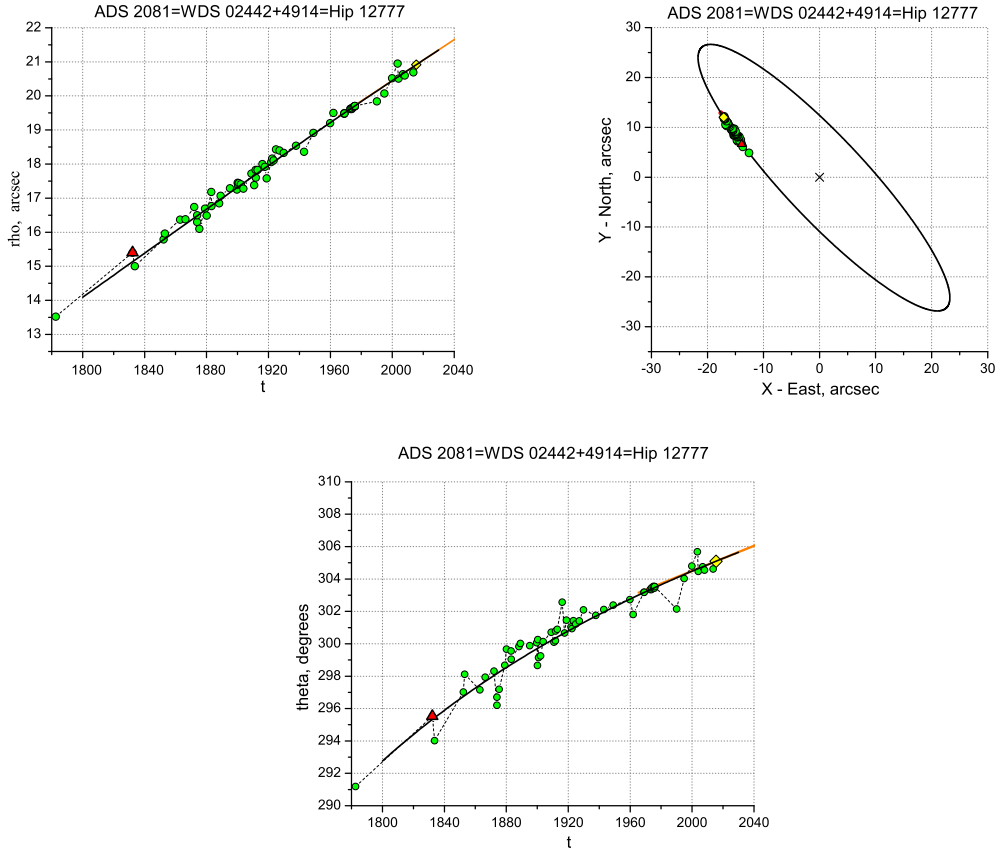 ADS 2081=WDS 02442+4914=Hip 12777
22
21
20
19
18
17
16
15
14
13
rho, arcsec
1800 1840 1880 1920 1960 2000 2040
t
ADS 2081=WDS 02442+4914=Hip 12777
30
20
10
0
-10
-20
-30
Y - North, arcsec
-30 -20 -10 0 10 20 30
X - East, arcsec
ADS 2081=WDS 02442+4914=Hip 12777
310
308
306
304
302
300
298
296
294
292
290
theta, degrees
1800 1840 1880 1920 1960 2000 2040
t